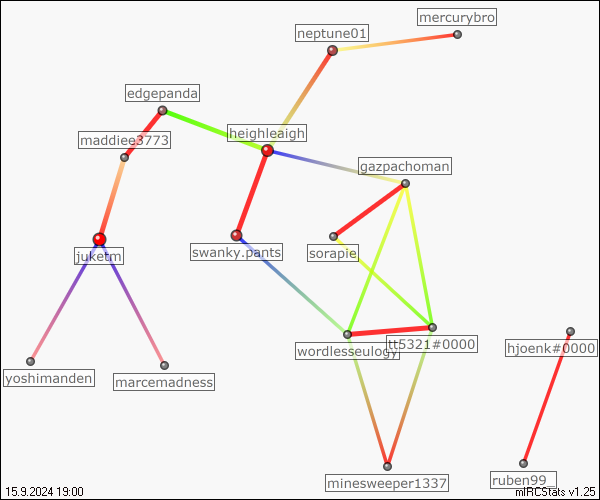 mercurybro
neptune01
edgepanda
heighleaigh
maddiee3773
gazpachoman
juketm
swanky.pants
sorapie
tt5321#0000
wordlesseulogy
hjoenk#0000
yoshimanden
marcemadness
minesweeper1337
ruben99_
15.9.2024 19:00
mIRCStats v1.25